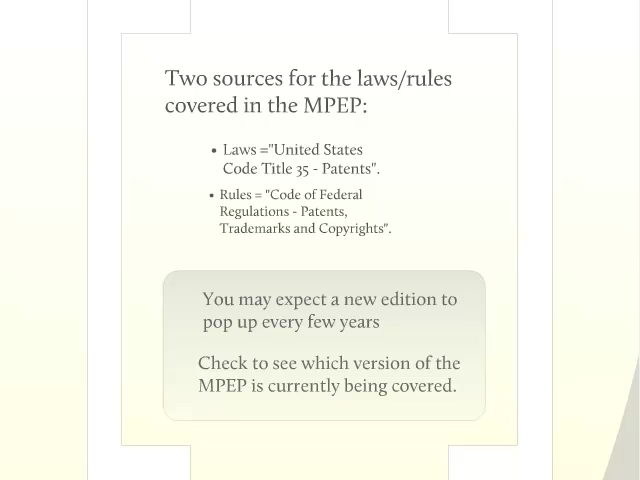 Two sources for the laws/rules
covered in the MPEP:
• Laws ="United States
Code Title 35 - Patents".
• Rules = "Code of Federal
Regulations - Patents,
Trademarks and Copyrights".
You may expect a new edition to
pop up every few years
Check to see which version of the
MPEP is currently being covered.